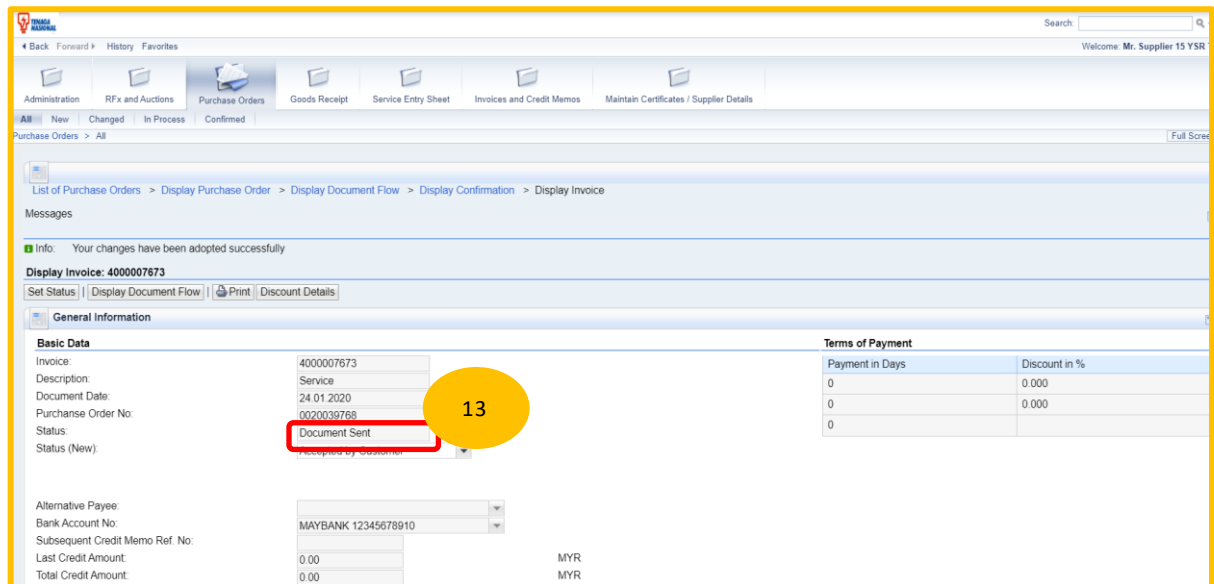 TENAGA
NASIONAL
Search:
Back Forward History Favorites
Welcome: Mr. Supplier 15 YSR
Administration RFx and Auctions Purchase Orders Goods Receipt Service Entry Sheet Invoices and Credit Memos Maintain Certificates / Supplier Details
All New Changed In Process Confirmed
Purchase Orders > All
Full Scree
List of Purchase Orders > Display Purchase Order > Display Document Flow > Display Confirmation > Display Invoice
Messages
Info: Your changes have been adopted successfully
Display Invoice: 4000007673
Set Status | Display Document Flow | Print Discount Details
General Information
Basic Data
Invoice: 4000007673
Description: Service
Document Date: 24.01.2020
Purchanse Order No: 0020039768
Status: Document Sent
Status (New): Accepted by Customer
13
Alternative Payee:
Bank Account No: MAYBANK 12345678910
Subsequent Credit Memo Ref. No:
Last Credit Amount: 0.00 MYR
Total Credit Amount: 0.00 MYR
Terms of Payment
Payment in Days Discount in %
0 0.000
0 0.000
0